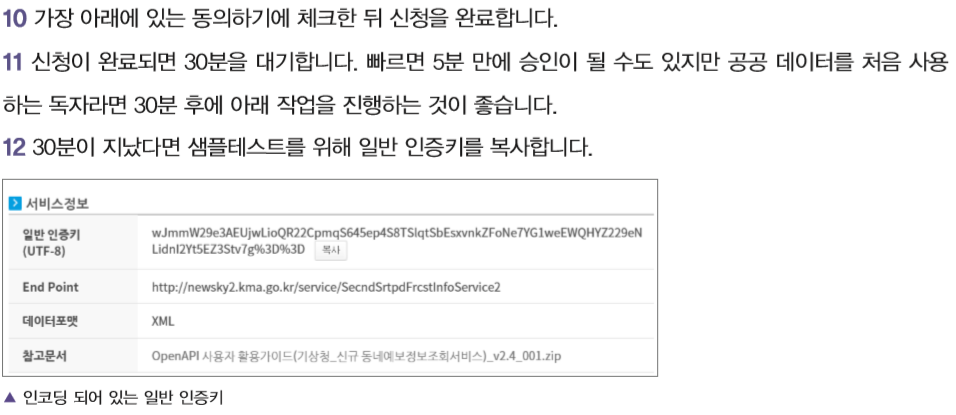 10 가장 아래에 있는 동의하기에 체크한 뒤 신청을 완료합니다.
11 신청이 완료되면 30분을 대기합니다. 빠르면 5분 만에 승인이 될 수도 있지만 공공 데이터를 처음 사용
하는 독자라면 30분 후에 아래 작업을 진행하는 것이 좋습니다.
12 30분이 지났다면 샘플테스트를 위해 일반 인증키를 복사합니다.
서비스정보
일반 인증키
(UTF-8)
wJmmW29e3AEUjwLioQR22CpmqS645ep4S8TSlqtSbEsxvnkZFoNe7YG1weEWQHYZ229eN
LidnI2Yt5EZ3Stv7g%3D%3D 복사
End Point http://newsky2.kma.go.kr/service/SecndSrtpdFrcstInfoService2
데이터포맷 XML
참고문서 OpenAPI 사용자 활용가이드(기상청_신규 동네예보정보조회서비스)_v2.4_001.zip
▲ 인코딩 되어 있는 일반 인증키